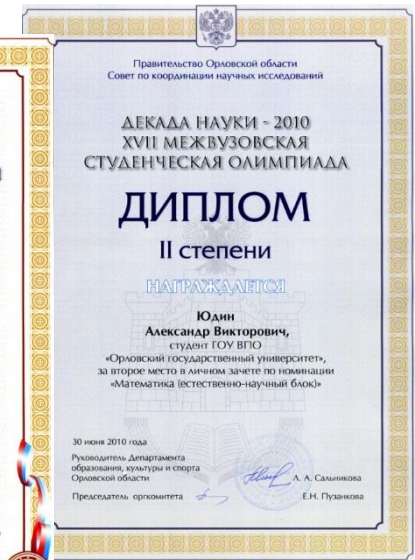 Правительство Орловской области
Совет по координации научных исследований
ДЕКАДА НАУКИ - 2010
XVII МЕЖВУЗОВСКАЯ
СТУДЕНЧЕСКАЯ ОЛИМПИАДА
ДИПЛОМ
II степени
НАГРАЖДАЕТСЯ
Юдин
Александр Викторович,
студент ГОУ ВПО
«Орловский государственный университет»,
за второе место в личном зачете по номинации
«Математика (естественно-научный блок)»
30 июня 2010 года
Руководитель Департамента
образования, культуры и спорта
Орловской области Л. А. Сальникова
Председатель оргкомитета Е.Н. Пузанкова